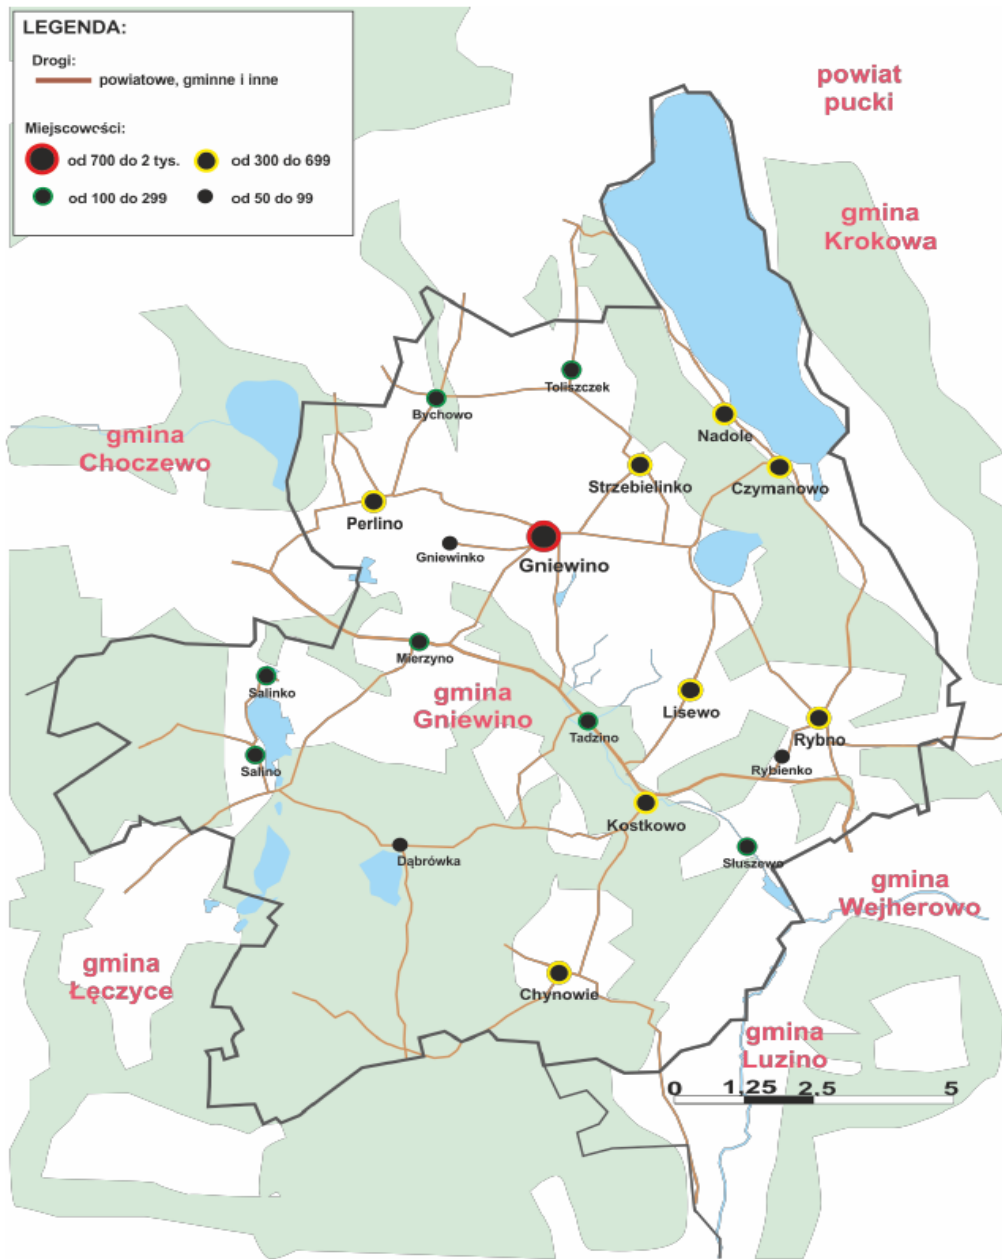 LEGENDA:
Drogi:
powiatowe, gminne i inne
Miejscowości:
od 700 do 2 tys.
od 300 do 699
od 100 do 299
od 50 do 99
powiat
pucki
gmina
Krokowa
Toliszczek
Bychowo
Nadole
gmina
Choczewo
Strzebielinko
Czymanowo
Perlino
Gniewinko
Gniewino
Mierzyno
Salinko
gmina
Gniewino
Lisewo
Tadzino
Rybno
Salino
Rybienko
Kostkowo
Dąbrówka
Słuszewo
gmina
Wejherowo
gmina
Łęczyce
Chynowie
gmina
Luzino
0 1,25 2,5 5